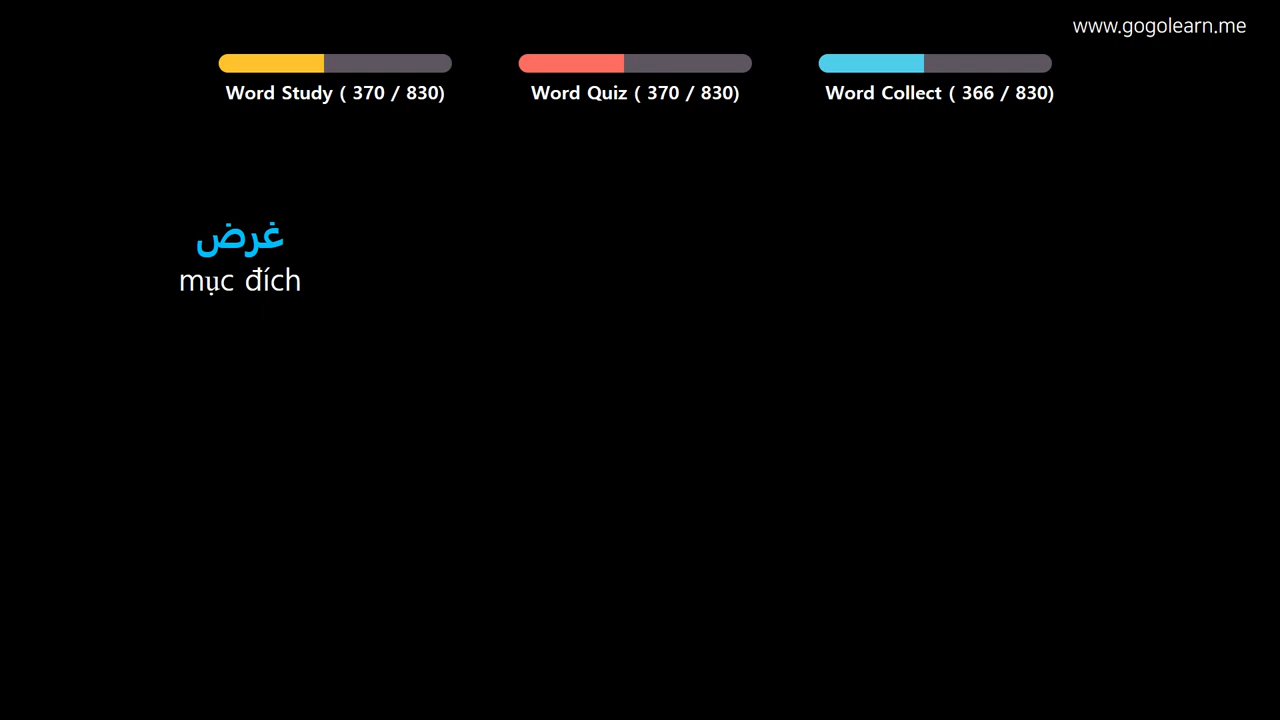 www.gogolearn.me
Word Study ( 370 / 830)
Word Quiz ( 370 / 830)
Word Collect ( 366 / 830)
غرض
mục đích